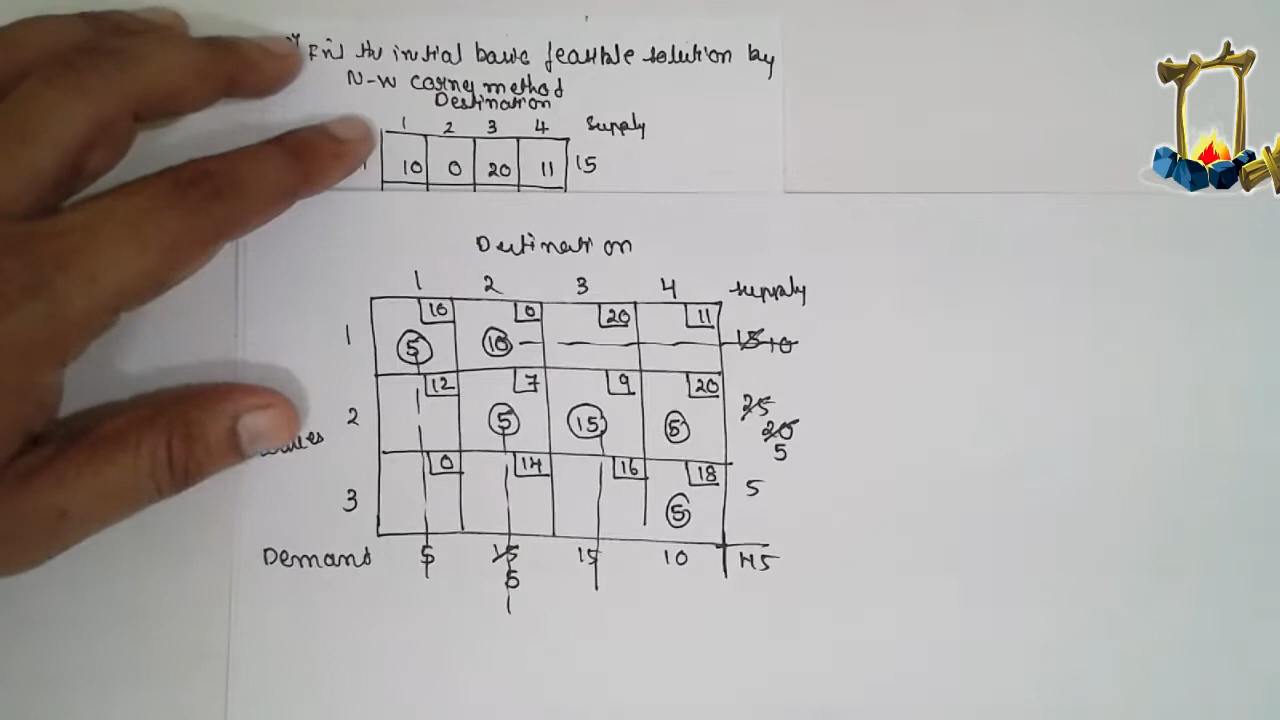 Find the initial basic feasible solution by
N-W corner method
Destination
1 2 3 4 supply
10 0 20 11 15
Destination
1 2 3 4 supply
1 10 5 0 10 20 11 15 10
2 12 7 5 9 15 20 5 25 20 5
3 0 14 16 18 5 5
Demand 5 15 5 15 10 45